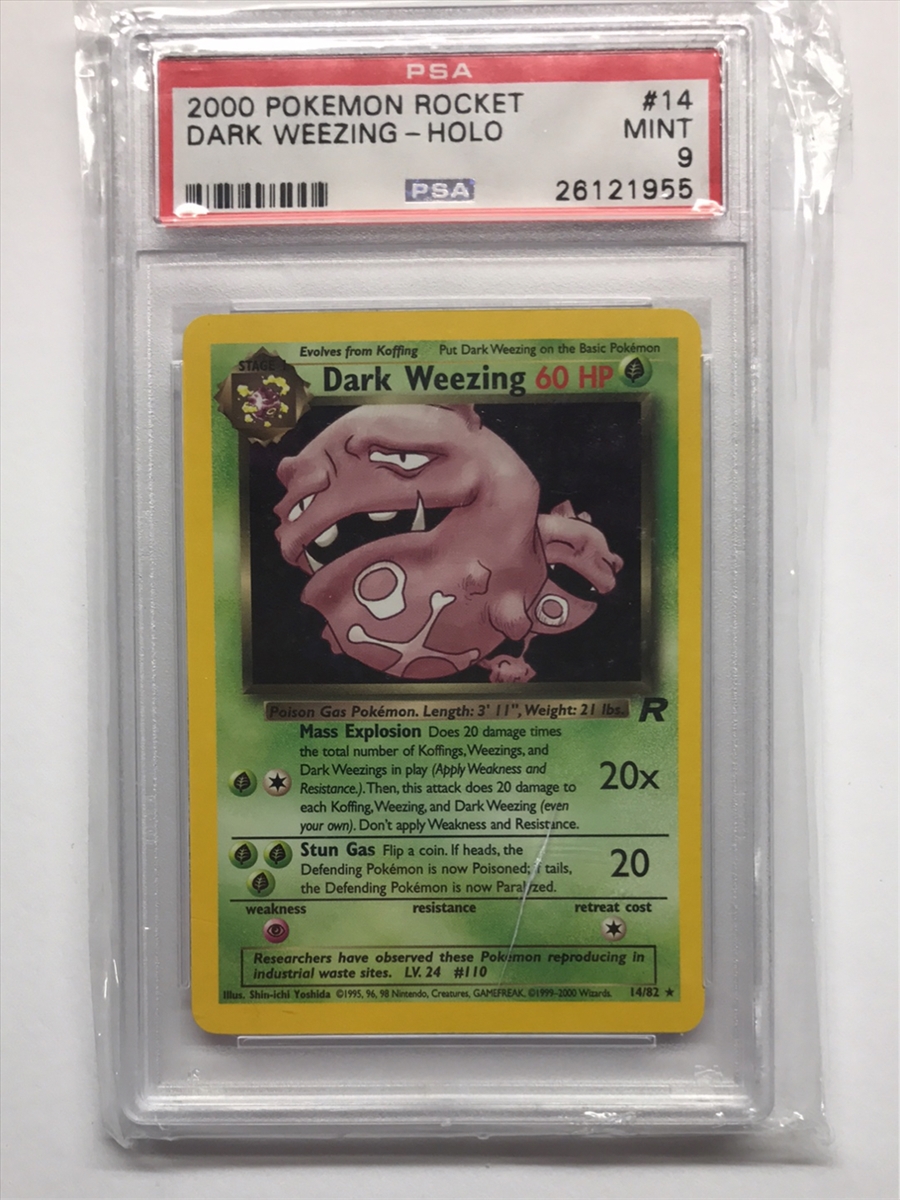 PSA
2000 POKEMON ROCKET #14
DARK WEEZING - HOLO MINT
9
PSA 26121955
Evolves from Koffing Put Dark Weezing on the Basic Pokémon
STAGE 1
Dark Weezing 60 HP
Poison Gas Pokémon. Length: 3' 11", Weight: 21 lbs.
R
Mass Explosion Does 20 damage times
the total number of Koffings, Weezings, and
Dark Weezings in play (Apply Weakness and
Resistance.). Then, this attack does 20 damage to
each Koffing, Weezing, and Dark Weezing (even
your own). Don't apply Weakness and Resistance.
20x
Stun Gas Flip a coin. If heads, the
Defending Pokémon is now Poisoned; if tails,
the Defending Pokémon is now Paralyzed.
20
weakness resistance retreat cost
Researchers have observed these Pokémon reproducing in
industrial waste sites. LV. 24 #110
Illus. Shin-ichi Yoshida ©1995, 96, 98 Nintendo, Creatures, GAMEFREAK. ©1999-2000 Wizards. 14/82 ★